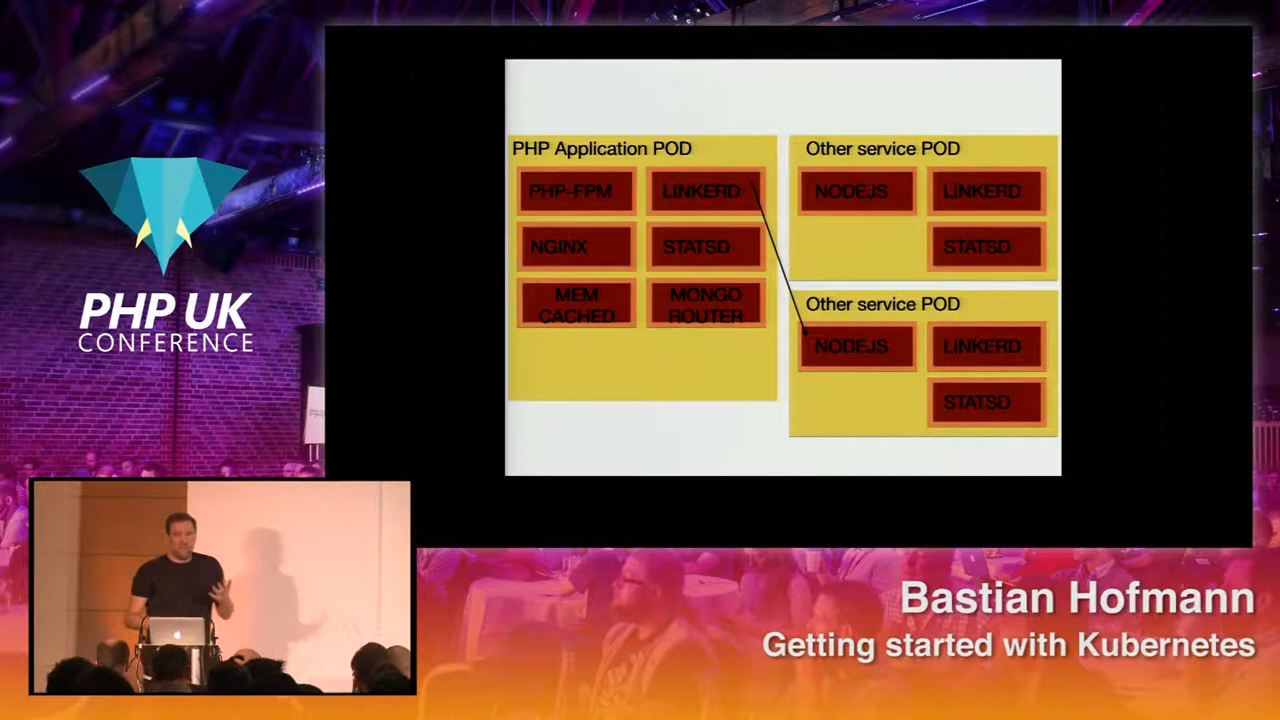 PHP UK
CONFERENCE
PHP Application POD
PHP-FPM
LINKERD
NGINX
STATSD
MEM
CACHED
MONGO
ROUTER
Other service POD
NODEJS
LINKERD
STATSD
Other service POD
NODEJS
LINKERD
STATSD
Bastian Hofmann
Getting started with Kubernetes